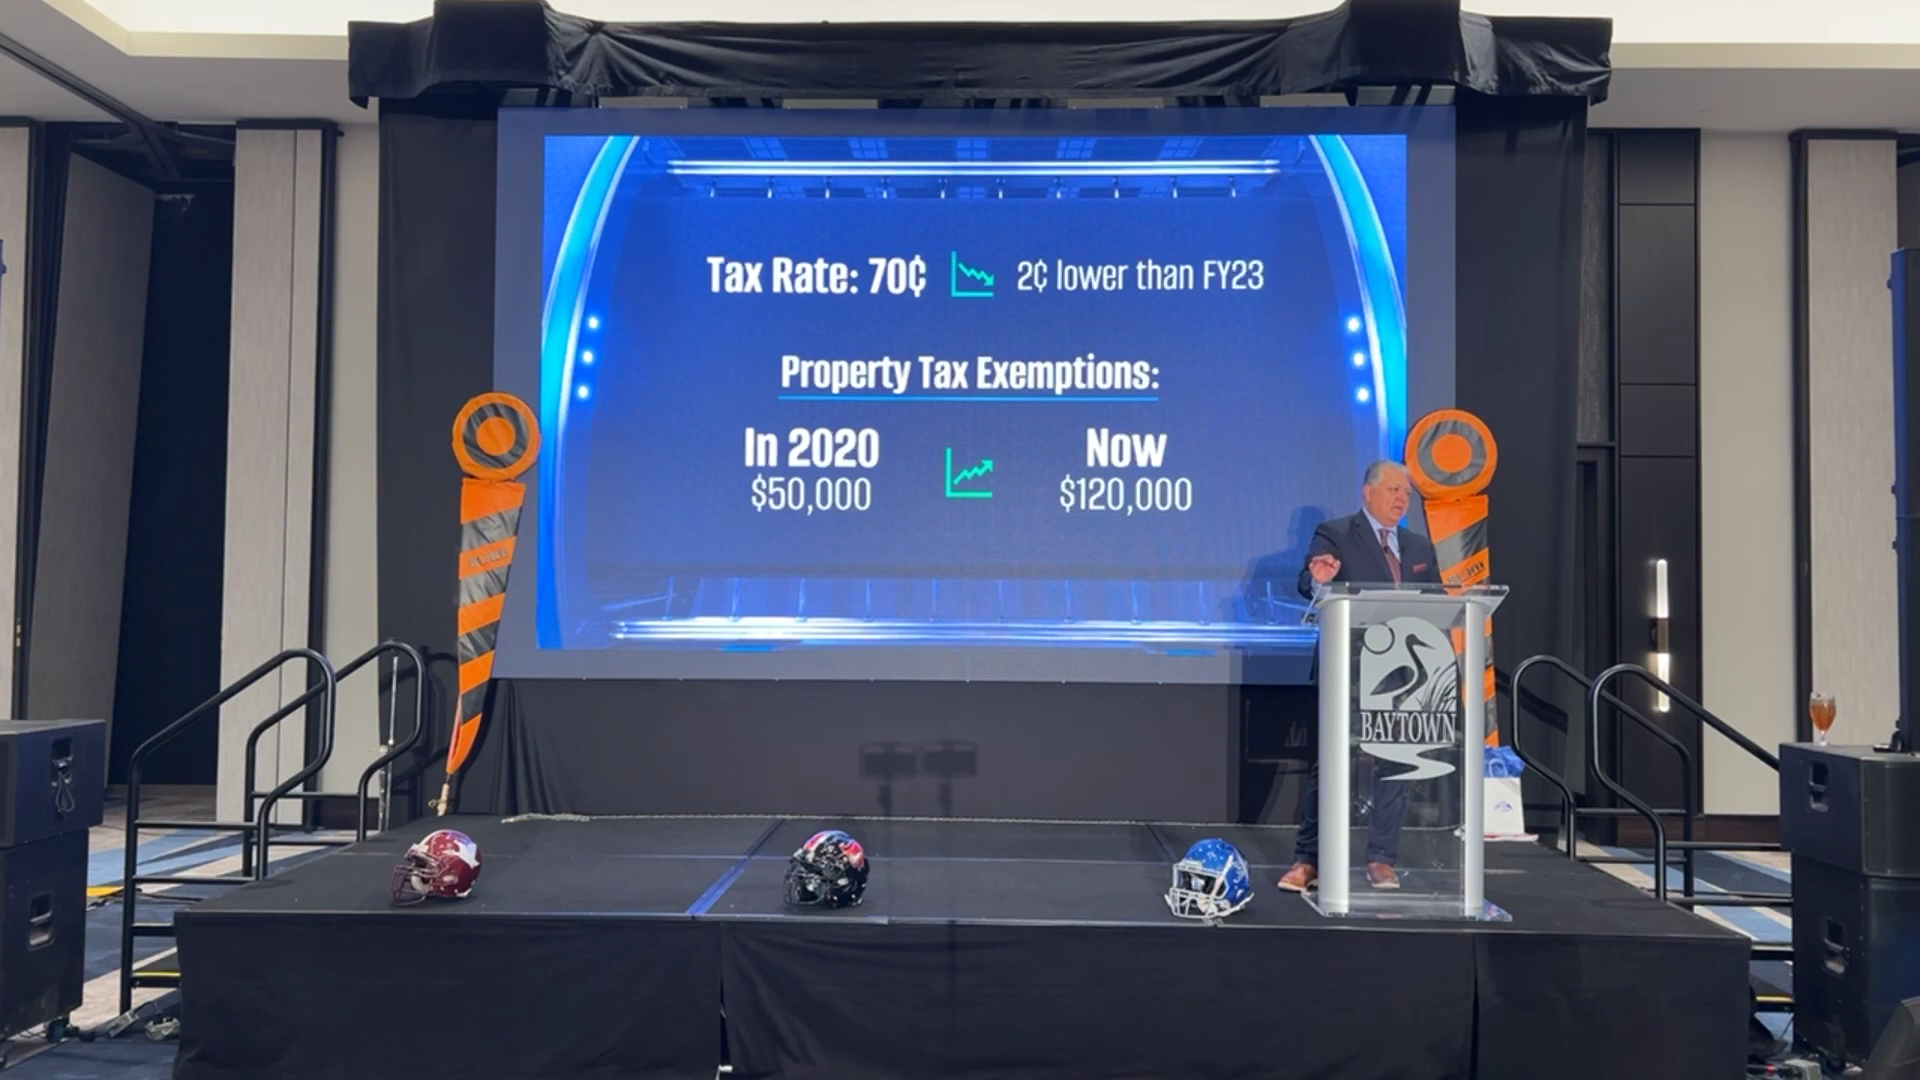 Tax Rate: 70¢ 2¢ lower than FY23
Property Tax Exemptions:
In 2020 Now
$50,000 $120,000
BAYTOWN